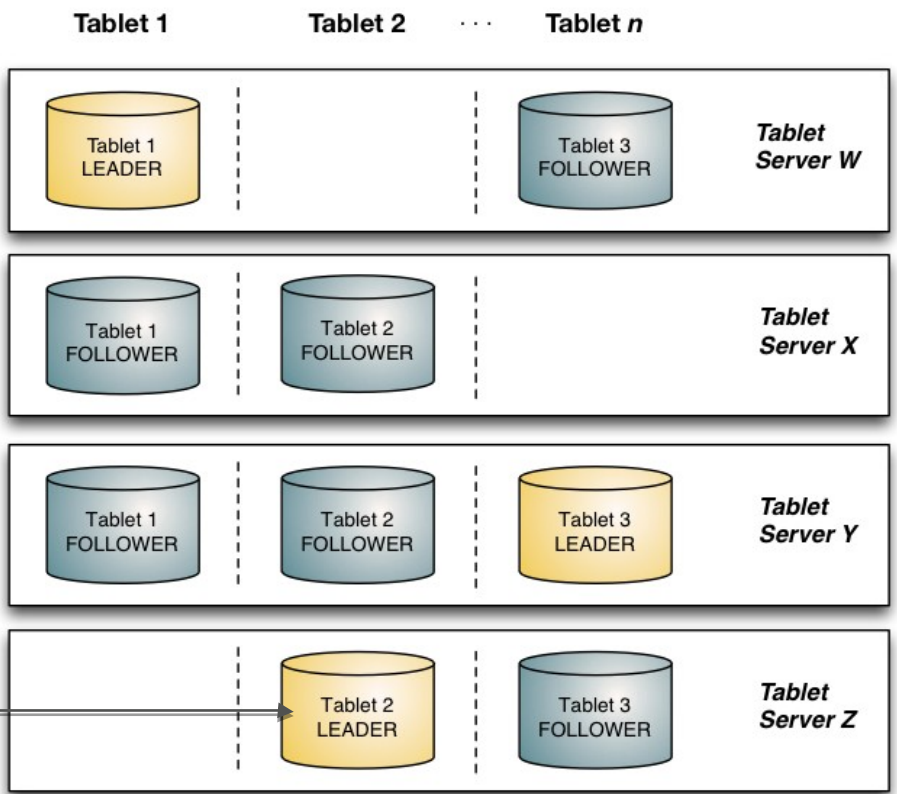 Tablet 1 Tablet 2 · · · Tablet n
Tablet 1
LEADER
Tablet 3
FOLLOWER
Tablet
Server W
Tablet 1
FOLLOWER
Tablet 2
FOLLOWER
Tablet
Server X
Tablet 1
FOLLOWER
Tablet 2
FOLLOWER
Tablet 3
LEADER
Tablet
Server Y
Tablet 2
LEADER
Tablet 3
FOLLOWER
Tablet
Server Z